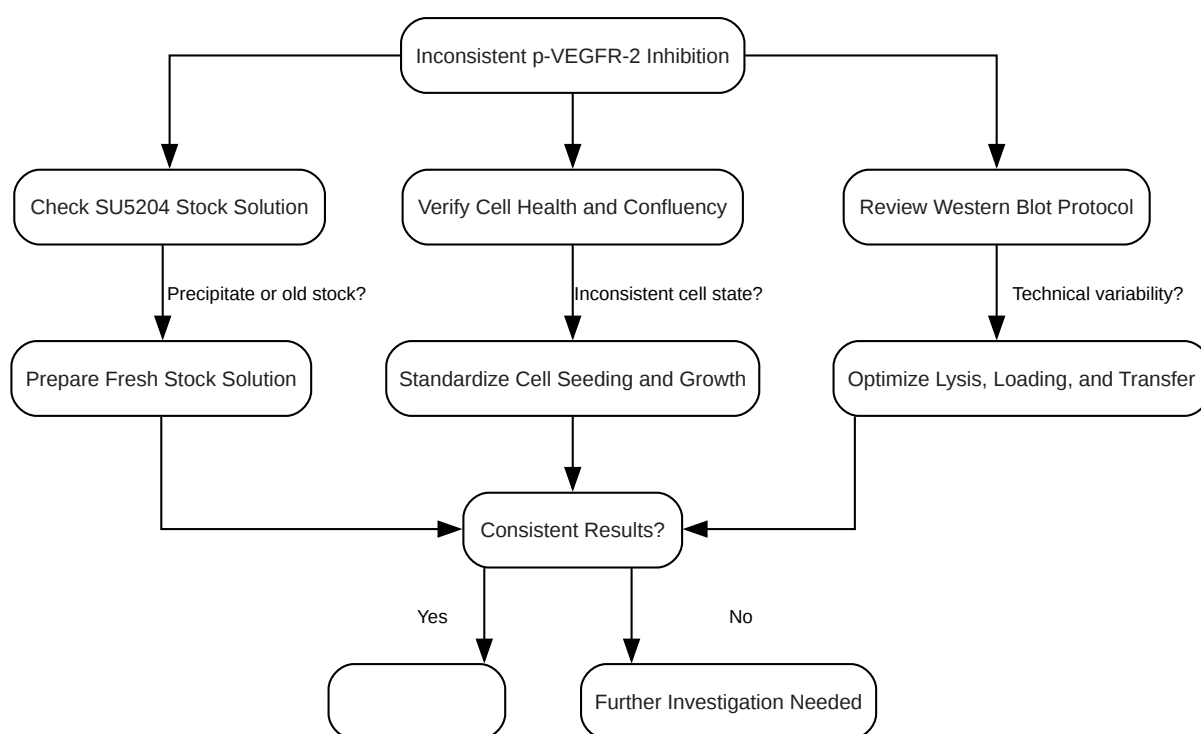 Inconsistent p-VEGFR-2 Inhibition
Check SU5204 Stock Solution
Verify Cell Health and Confluency
Review Western Blot Protocol
Precipitate or old stock?
Inconsistent cell state?
Technical variability?
Prepare Fresh Stock Solution
Standardize Cell Seeding and Growth
Optimize Lysis, Loading, and Transfer
Consistent Results?
Yes
No
Further Investigation Needed